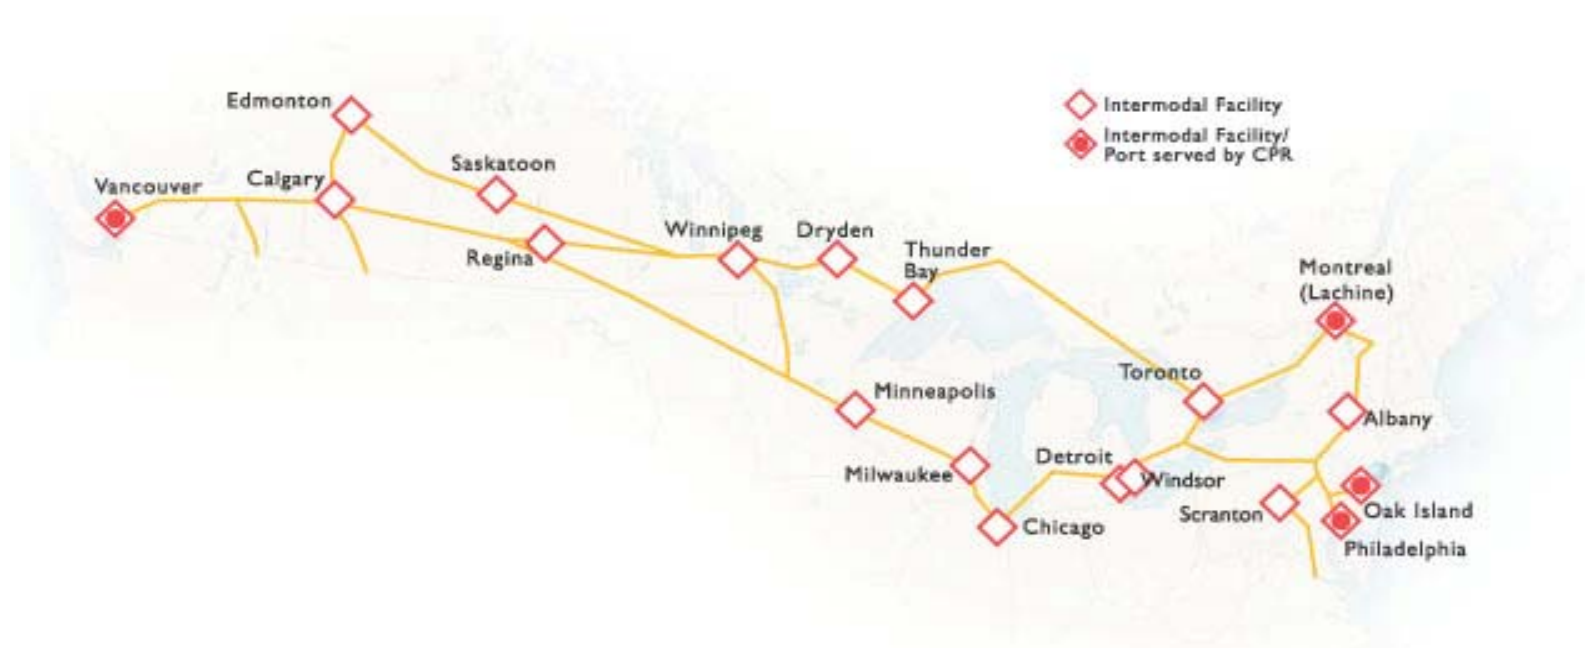 Edmonton
Intermodal Facility
Intermodal Facility/
Port served by CPR
Saskatoon
Vancouver
Calgary
Winnipeg
Dryden
Regina
Thunder
Bay
Montreal
(Lachine)
Toronto
Minneapolis
Albany
Detroit
Milwaukee
Windsor
Scranton
Oak Island
Chicago
Philadelphia